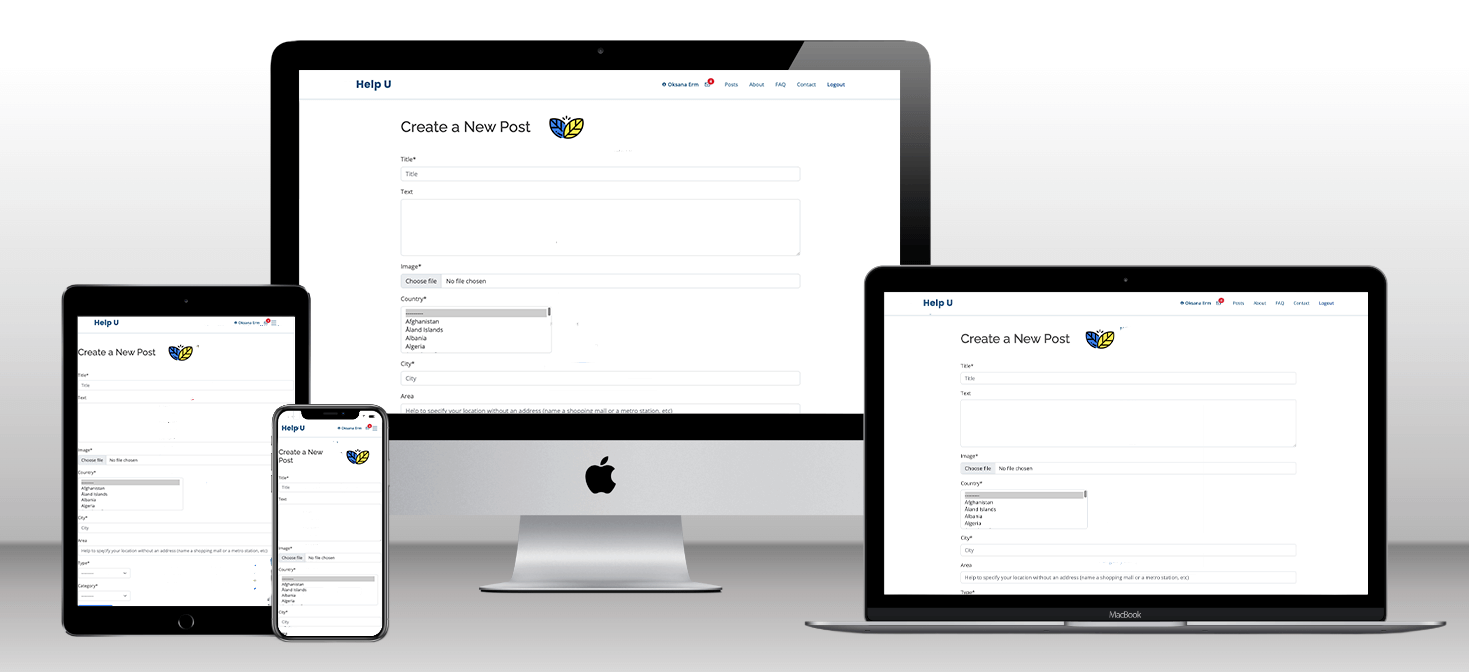 Help U
Oksana Erm 4 Posts About FAQ Contact Logout
Create a New Post
Title*
Title
Text
Image*
Choose file No file chosen
Country*
---------
Afghanistan
Åland Islands
Albania
Algeria
City*
City
Area
Help to specify your location without an address (name a shopping mall or a metro station, etc)
Help U
Oksana Erm
Create a New Post
Title*
Title
Text
Image*
Choose file No file chosen
Country*
---------
Afghanistan
Åland Islands
Albania
Algeria
City*
City
Area
Help to specify your location without an address (name a shopping mall or a metro station, etc)
Type*
---------
Category*
---------
Help U
Oksana Erm
Create a New
Post
Title*
Title
Text
Image*
Choose file No file chosen
Country*
---------
Afghanistan
Åland Islands
Albania
Algeria
City*
City
Help U
Oksana Erm 4 Posts About FAQ Contact Logout
Create a New Post
Title*
Title
Text
Image*
Choose file No file chosen
Country*
---------
Afghanistan
Åland Islands
Albania
Algeria
City*
City
Area
Help to specify your location without an address (name a shopping mall or a metro station, etc)
Type*
MacBook